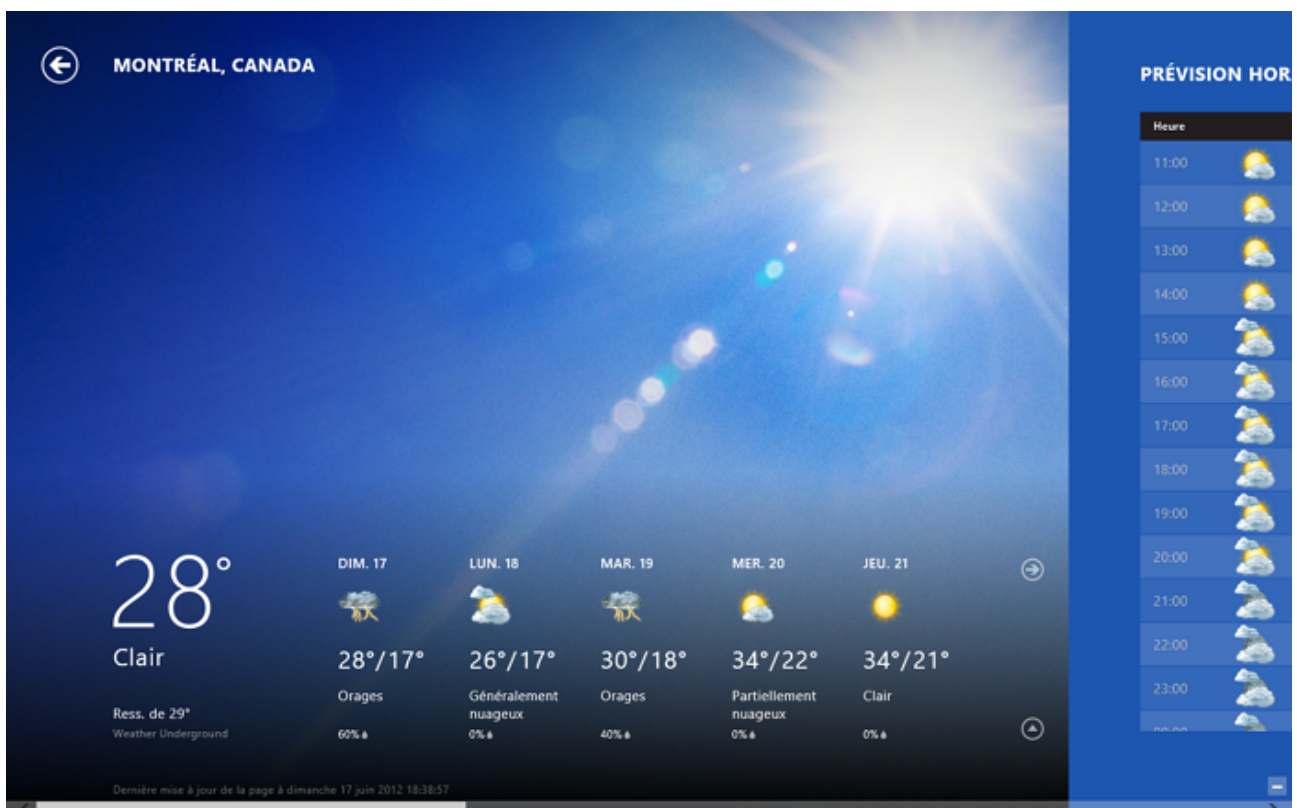 MONTRÉAL, CANADA
28°
Clair
Ress. de 29°
Weather Underground
DIM. 17
28°/17°
Orages
60%
LUN. 18
26°/17°
Généralement
nuageux
0%
MAR. 19
30°/18°
Orages
40%
MER. 20
34°/22°
Partiellement
nuageux
0%
JEU. 21
34°/21°
Clair
0%
Dernière mise à jour de la page à dimanche 17 juin 2012 18:38:57
PRÉVISION HOR
Heure
11:00
12:00
13:00
14:00
15:00
16:00
17:00
18:00
19:00
20:00
21:00
22:00
23:00